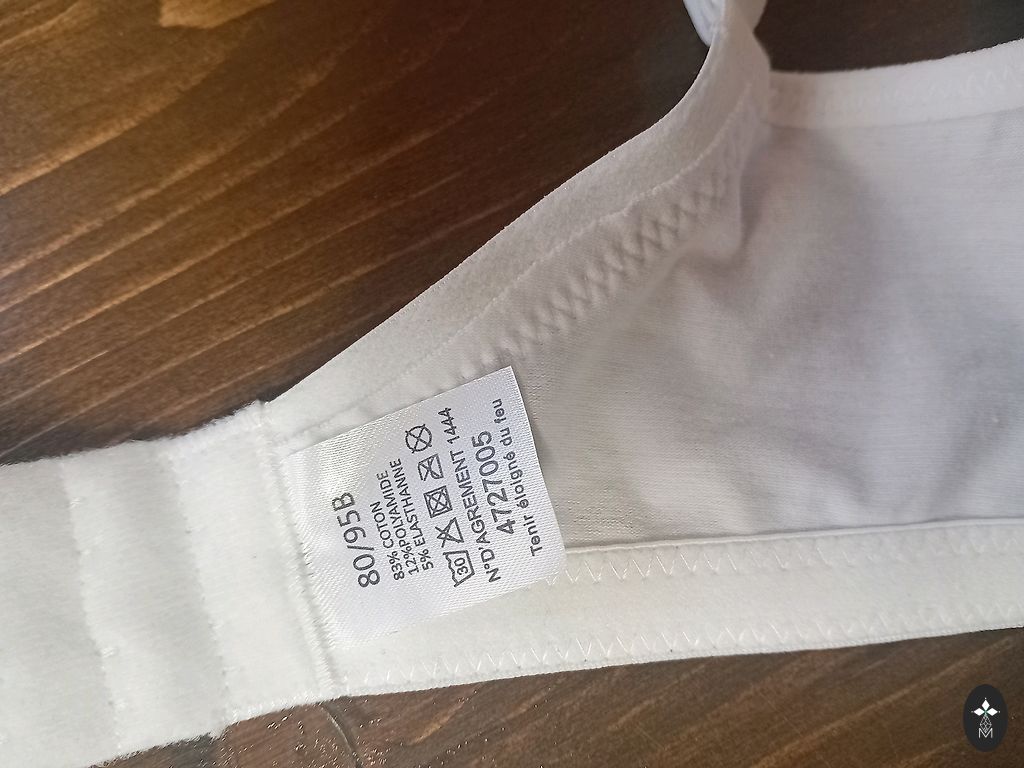 80/95B
83% COTON
12%POLYAMIDE
5% ELASTHANNE
30
N°D'AGREMENT 1444
4727005
Tenir éloigné du feu
M